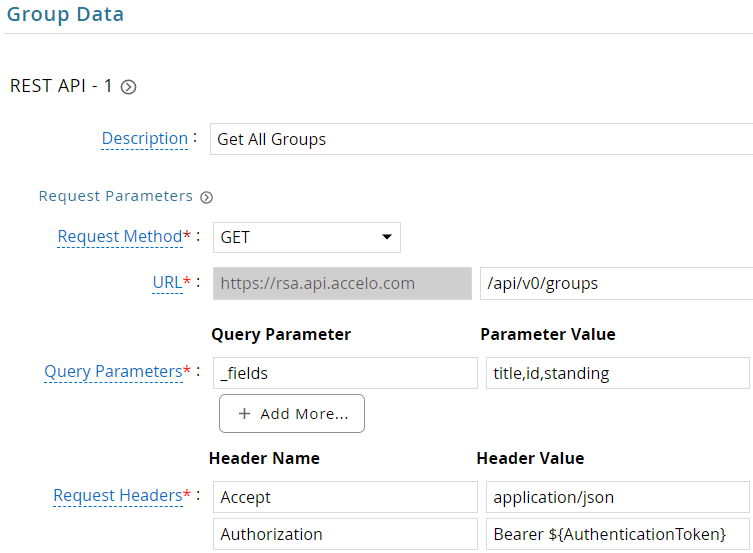 Group Data
REST API - 1
Description :
Get All Groups
Request Parameters
Request Method* :
GET
URL* :
https://rsa.api.accelo.com
/api/v0/groups
Query Parameter
Parameter Value
Query Parameters* :
_fields
title,id,standing
+ Add More...
Header Name
Header Value
Request Headers* :
Accept
application/json
Authorization
Bearer ${AuthenticationToken}